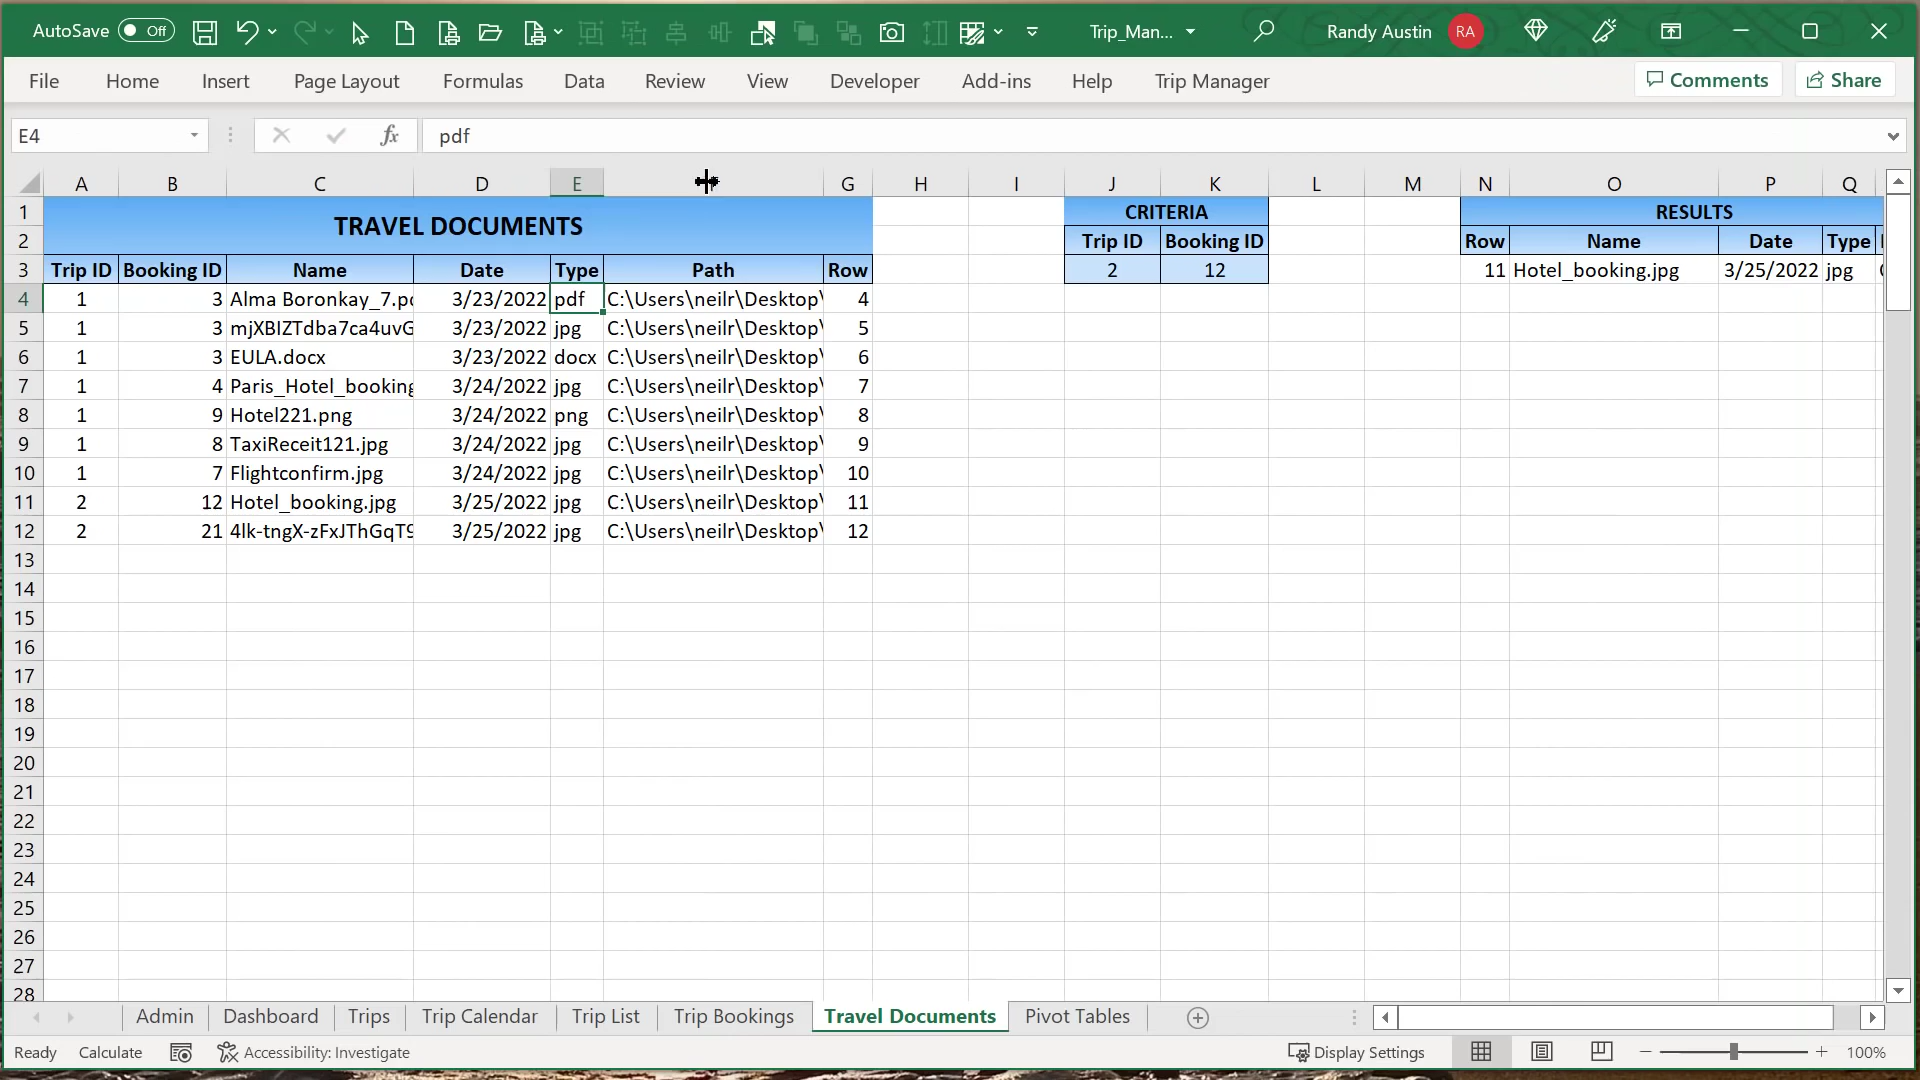 AutoSave Off Trip_Man... Randy Austin RA
File Home Insert Page Layout Formulas Data Review View Developer Add-ins Help Trip Manager Comments Share
E4 fx pdf
A B C D E G H I J K L M N O P Q
1 TRAVEL DOCUMENTS CRITERIA RESULTS
2 Trip ID Booking ID Row Name Date Type
3 Trip ID Booking ID Name Date Type Path Row 2 12 11 Hotel_booking.jpg 3/25/2022 jpg
4 1 3 Alma Boronkay_7.pd 3/23/2022 pdf C:\Users\neilr\Desktop\ 4
5 1 3 mjXBIZTdba7ca4uvG 3/23/2022 jpg C:\Users\neilr\Desktop\ 5
6 1 3 EULA.docx 3/23/2022 docx C:\Users\neilr\Desktop\ 6
7 1 4 Paris_Hotel_booking 3/24/2022 jpg C:\Users\neilr\Desktop\ 7
8 1 9 Hotel221.png 3/24/2022 png C:\Users\neilr\Desktop\ 8
9 1 8 TaxiReceit121.jpg 3/24/2022 jpg C:\Users\neilr\Desktop\ 9
10 1 7 Flightconfirm.jpg 3/24/2022 jpg C:\Users\neilr\Desktop\ 10
11 2 12 Hotel_booking.jpg 3/25/2022 jpg C:\Users\neilr\Desktop\ 11
12 2 21 4lk-tngX-zFxJThGqT9 3/25/2022 jpg C:\Users\neilr\Desktop\ 12
13
14
15
16
17
18
19
20
21
22
23
24
25
26
27
28
Admin Dashboard Trips Trip Calendar Trip List Trip Bookings Travel Documents Pivot Tables
Ready Calculate Accessibility: Investigate Display Settings 100%